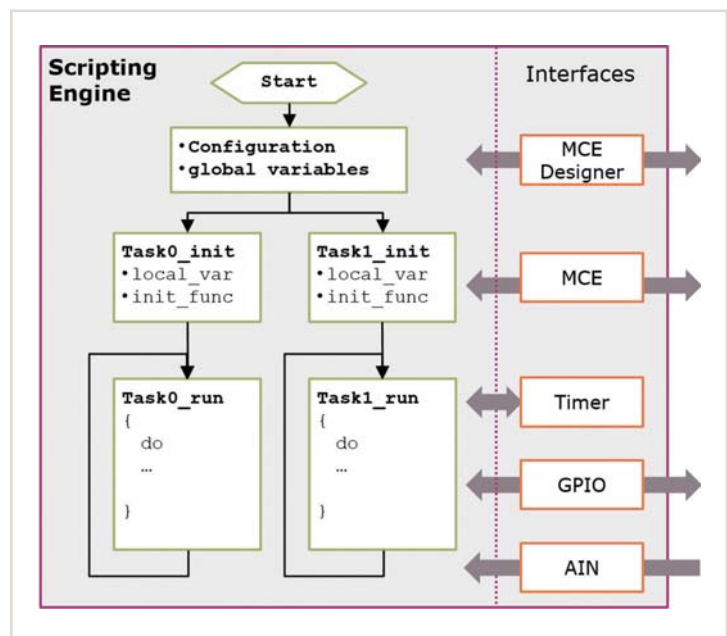 Scripting
Engine
Start
Interfaces
•Configuration
•global variables
MCE
Designer
Task0_init
•local_var
•init_func
Task1_init
•local_var
•init_func
MCE
Task0_run
{
do
…
}
Task1_run
{
do
…
}
Timer
GPIO
AIN